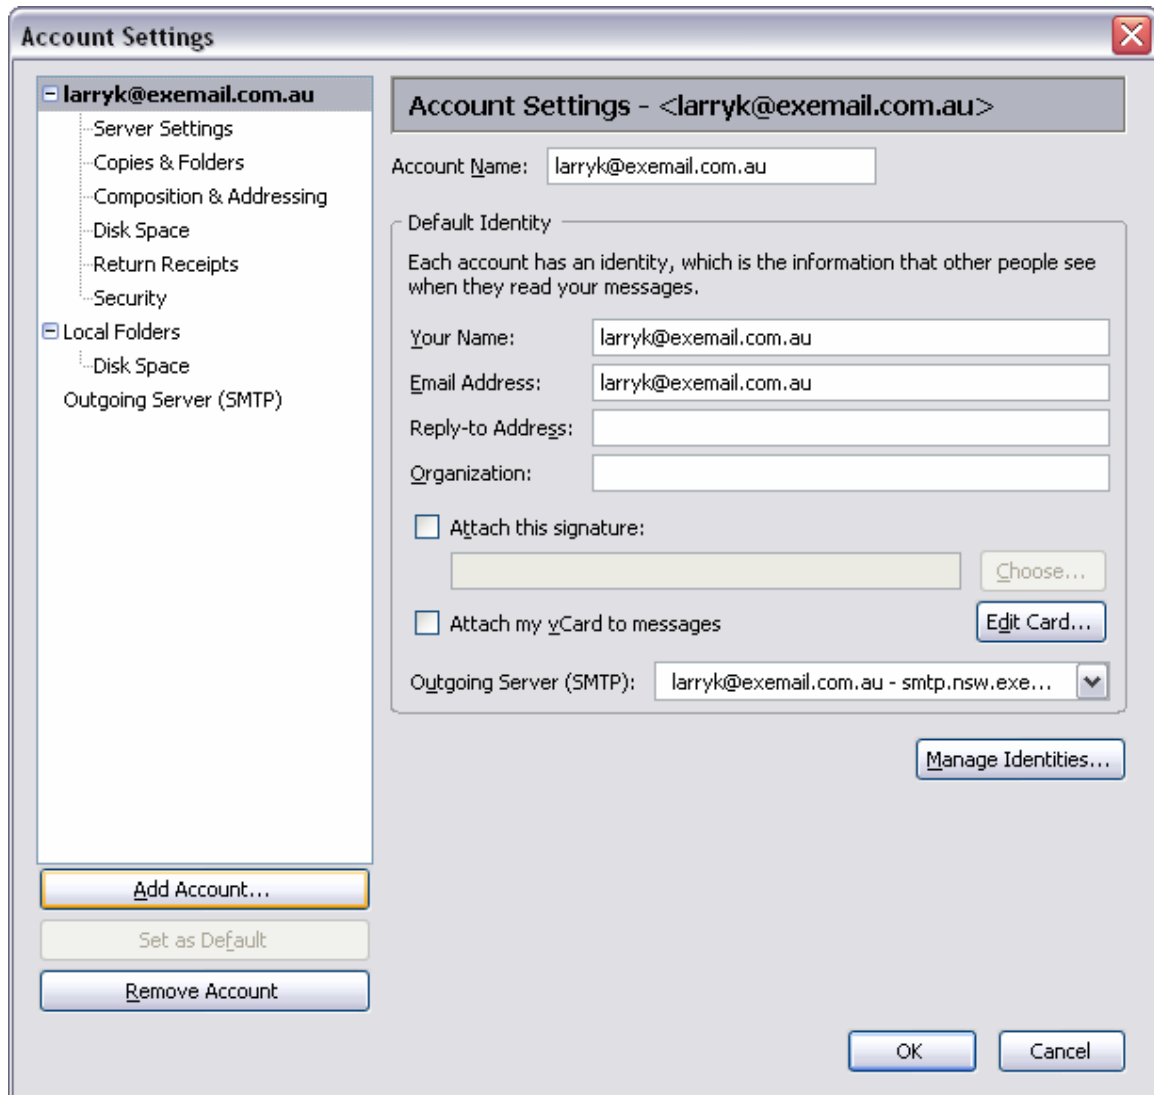 Account Settings
larryk@exemail.com.au
Server Settings
Copies & Folders
Composition & Addressing
Disk Space
Return Receipts
Security
Local Folders
Disk Space
Outgoing Server (SMTP)
Add Account...
Set as Default
Remove Account
Account Settings - <larryk@exemail.com.au>
Account Name: larryk@exemail.com.au
Default Identity
Each account has an identity, which is the information that other people see
when they read your messages.
Your Name: larryk@exemail.com.au
Email Address: larryk@exemail.com.au
Reply-to Address:
Organization:
Attach this signature:
Choose...
Attach my vCard to messages
Edit Card...
Outgoing Server (SMTP): larryk@exemail.com.au - smtp.nsw.exe...
Manage Identities...
OK
Cancel